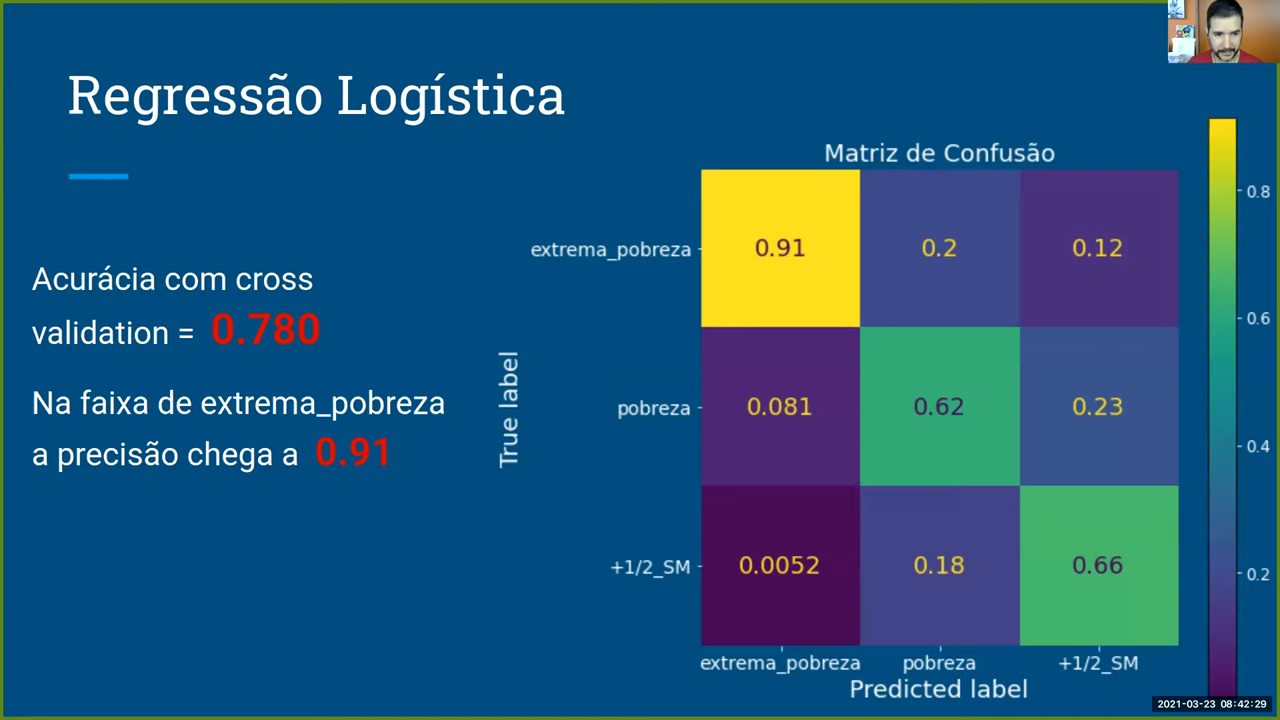 Regressão Logística
Acurácia com cross
validation = 0.780
Na faixa de extrema_pobreza
a precisão chega a 0.91
Matriz de Confusão
True label
extrema_pobreza
0.91 0.2 0.12
pobreza
0.081 0.62 0.23
+1/2_SM
0.0052 0.18 0.66
extrema_pobreza pobreza +1/2_SM
Predicted label
0.8
0.6
0.4
0.2
2021-03-23 08:42:29